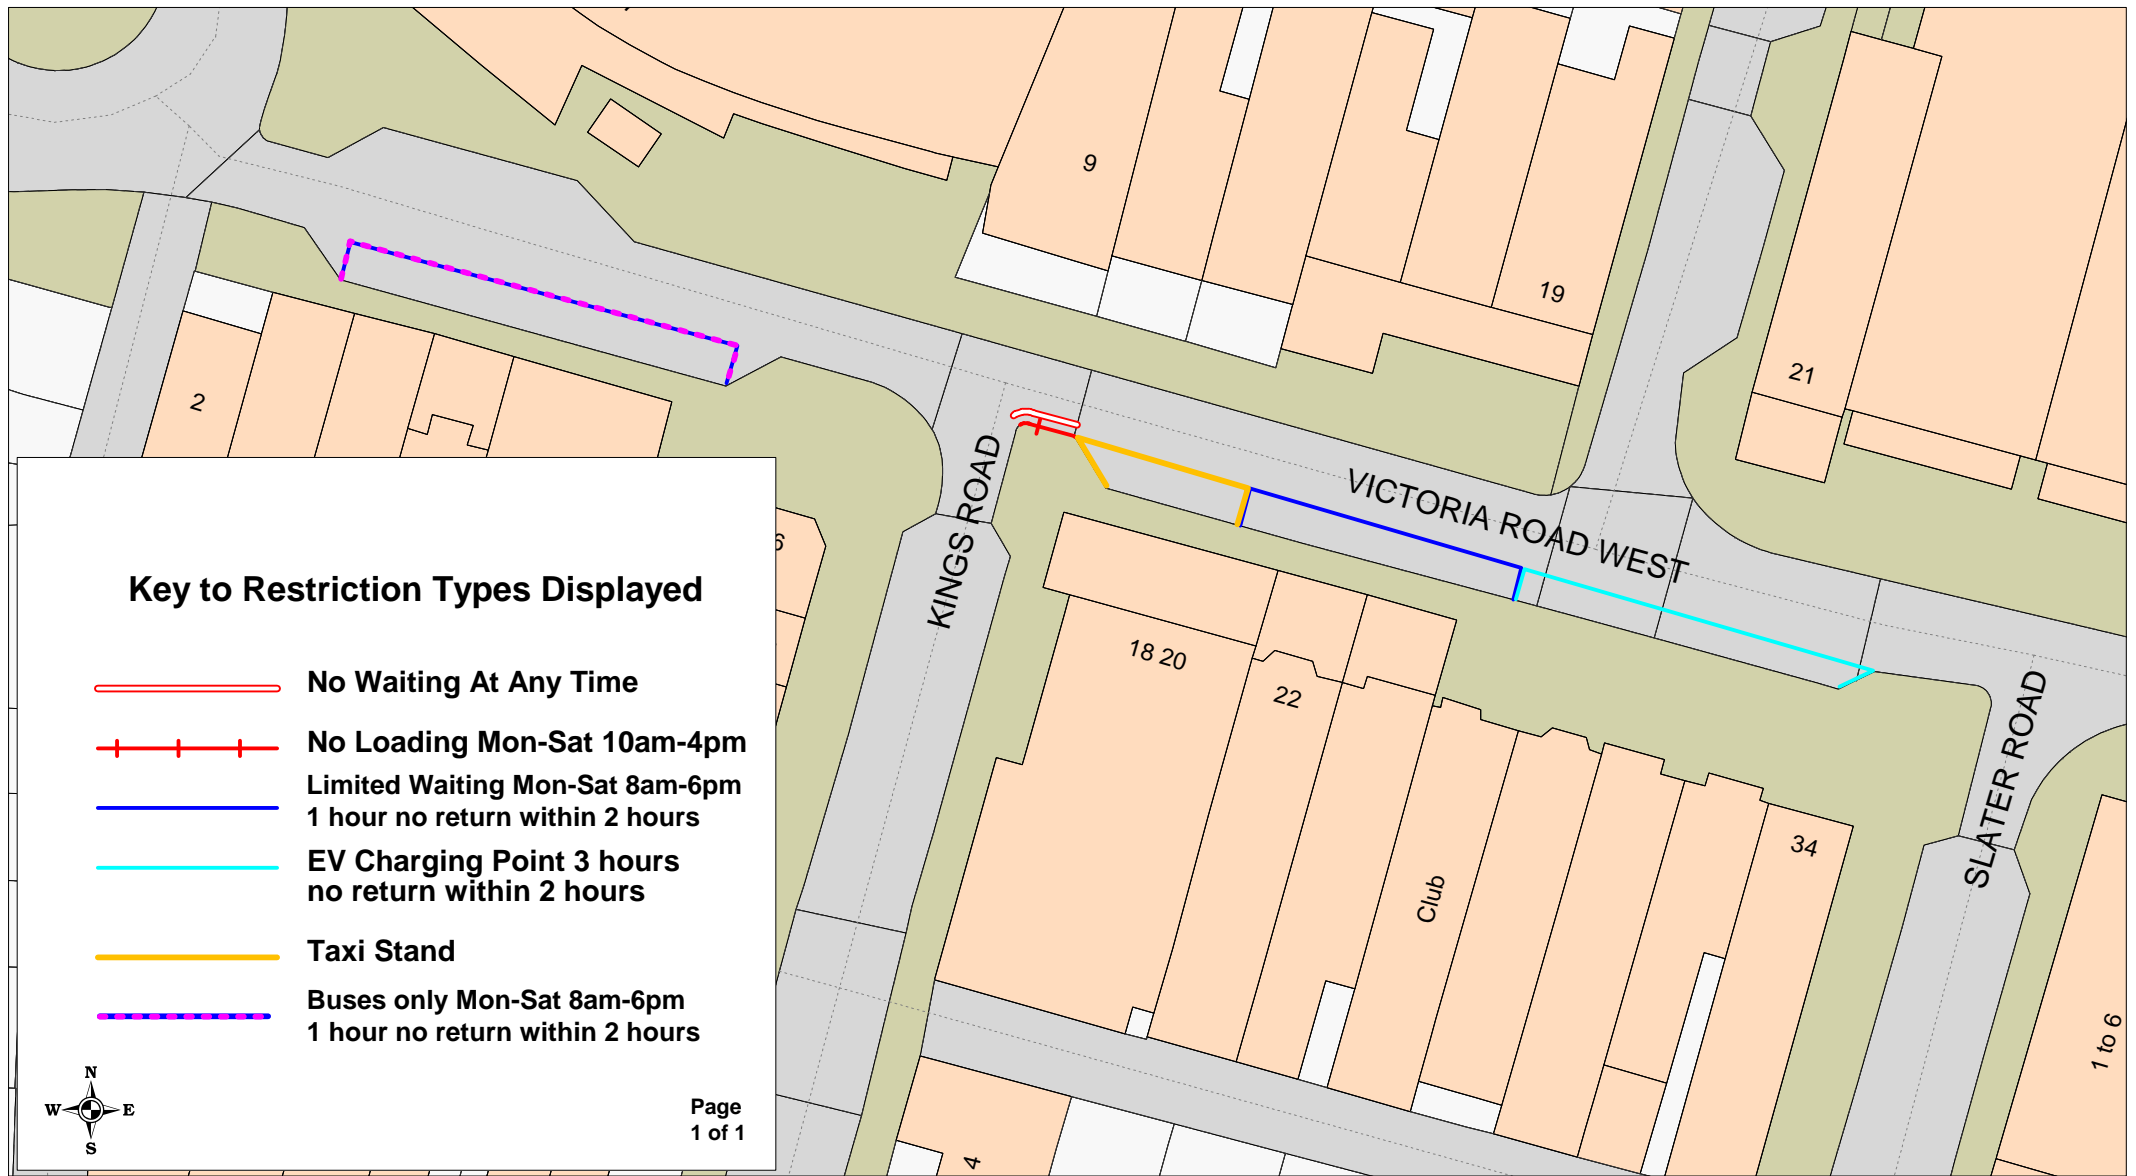 9
19
21
2
6
VICTORIA ROAD WEST
KINGS ROAD
18 20
22
Club
34
SLATER ROAD
1 to 6
4
Key to Restriction Types Displayed
No Waiting At Any Time
No Loading Mon-Sat 10am-4pm
Limited Waiting Mon-Sat 8am-6pm
1 hour no return within 2 hours
EV Charging Point 3 hours
no return within 2 hours
Taxi Stand
Buses only Mon-Sat 8am-6pm
1 hour no return within 2 hours
N
W E
S
Page
1 of 1